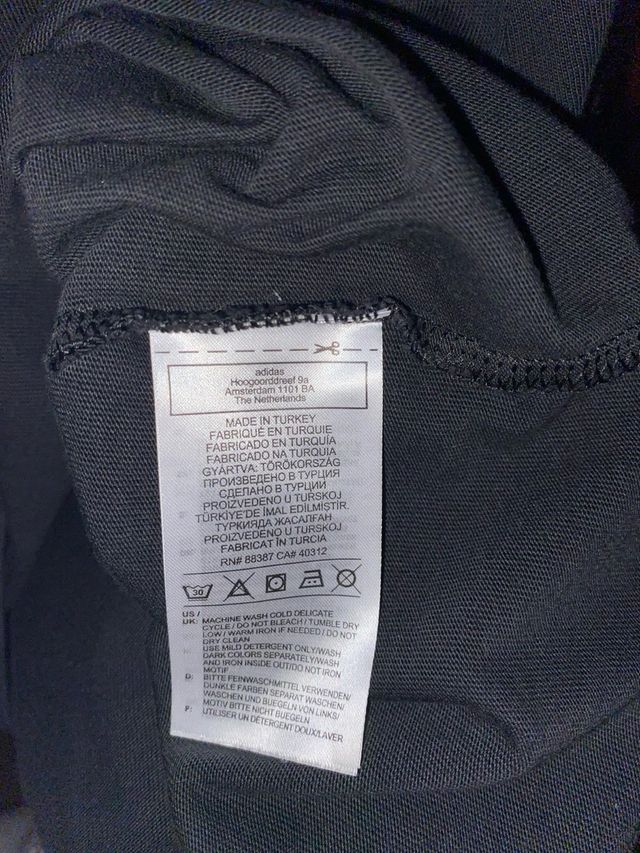 adidas
Hoogoorddreef 9a
Amsterdam 1101 BA
The Netherlands
MADE IN TURKEY
FABRIQUÉ EN TURQUIE
FABRICADO EN TURQUÍA
FABRICADO NA TURQUIA
GYÁRTVA: TÖRÖKORSZÁG
ПРОИЗВЕДЕНО В ТУРЦИЯ
СДЕЛАНО В ТУРЦИИ
PROIZVEDENO U TURSKOJ
TÜRKİYE'DE İMAL EDİLMİSTİR.
ТУРКИЯДА ЖАСАЛҒАН
PROIZVEDENO U TURSKOJ
FABRICAT ÎN TURCIA
RN# 88387 CA# 40312
30
US /
UK: MACHINE WASH COLD DELICATE
CYCLE / DO NOT BLEACH / TUMBLE DRY
LOW / WARM IRON IF NEEDED / DO NOT
DRY CLEAN
USE MILD DETERGENT ONLY/WASH
DARK COLORS SEPARATELY/WASH
AND IRON INSIDE OUT/DO NOT IRON
MOTIF
D: BITTE FEINWASCHMITTEL VERWENDEN/
DUNKLE FARBEN SEPARAT WASCHEN/
WASCHEN UND BUEGELN VON LINKS/
MOTIV BITTE NICHT BUEGELN
F: UTILISER UN DÉTERGENT DOUX/LAVER